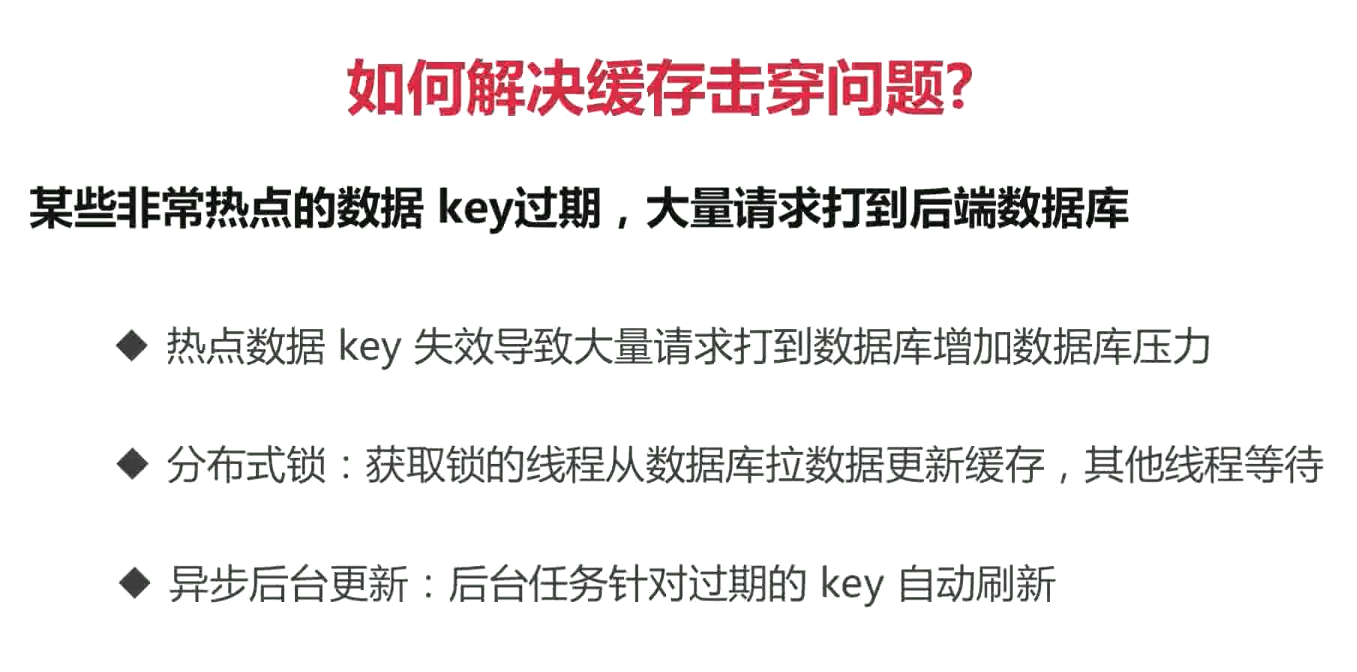 如何解决缓存击穿问题?
某些非常热点的数据 key过期，大量请求打到后端数据库
◆ 热点数据 key 失效导致大量请求打到数据库增加数据库压力
◆ 分布式锁：获取锁的线程从数据库拉数据更新缓存，其他线程等待
◆ 异步后台更新：后台任务针对过期的 key 自动刷新